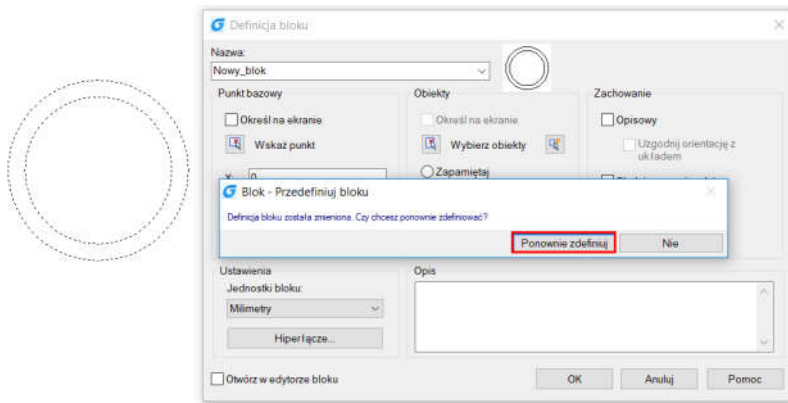 Definicja bloku
Nazwa:
Nowy_blok
Punkt bazowy
Obiekty
Zachowanie
Określ na ekranie
Określ na ekranie
Opisowy
Wskaż punkt
Wybierz obiekty
Uzgodnij orientację z
układem
X: 0
Zapamiętaj
Blok - Przedefiniuj bloku
Definicja bloku została zmieniona. Czy chcesz ponownie zdefiniować?
Ponownie zdefiniuj
Nie
Ustawienia
Opis
Jednostki bloku:
Milimetry
Hiperłącze...
Otwórz w edytorze bloku
OK
Anuluj
Pomoc